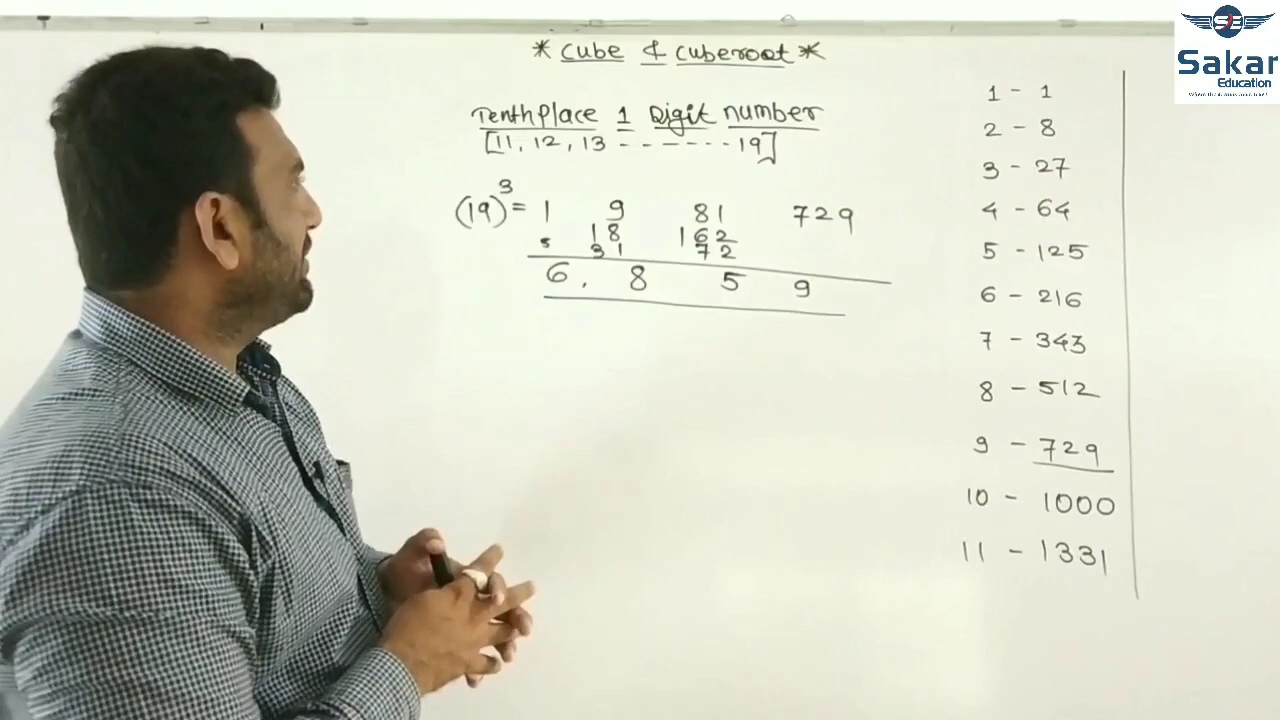 * Cube & Cuberoot *
Tenthplace 1 Digit number
[11, 12, 13 - - - - - - - 19]
(19)³ = 1 9 81 729
18 162
5 31 72
6, 8 5 9
1 - 1
2 - 8
3 - 27
4 - 64
5 - 125
6 - 216
7 - 343
8 - 512
9 - 729
10 - 1000
11 - 1331
Sakar
Education